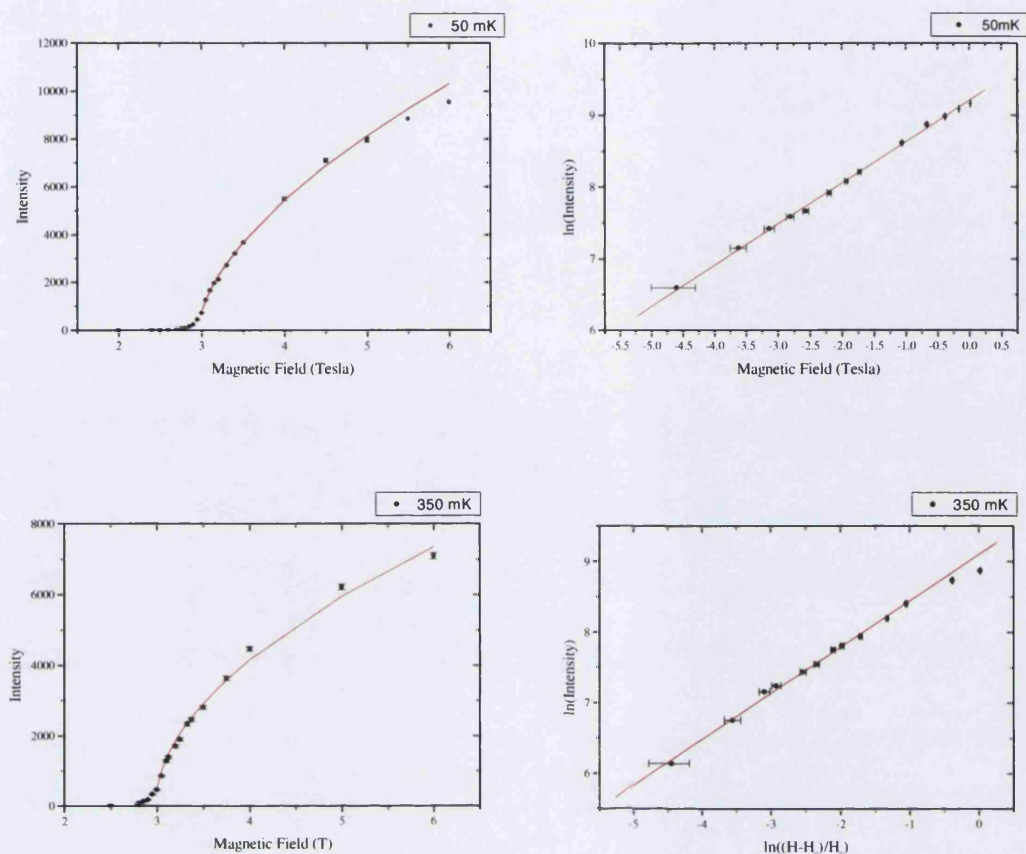 50 mK
12000
10000
8000
6000
4000
2000
0
Intensity
2 3 4 5 6
Magnetic Field (Tesla)
50mK
10
9
8
7
6
ln(Intensity)
-5.5 -5.0 -4.5 -4.0 -3.5 -3.0 -2.5 -2.0 -1.5 -1.0 -0.5 0.0 0.5
Magnetic Field (Tesla)
350 mK
8000
6000
4000
2000
0
Intensity
2 3 4 5 6
Magnetic Field (T)
350 mK
9
8
7
6
ln(Intensity)
-5 -4 -3 -2 -1 0
ln((H-H_)/H_)